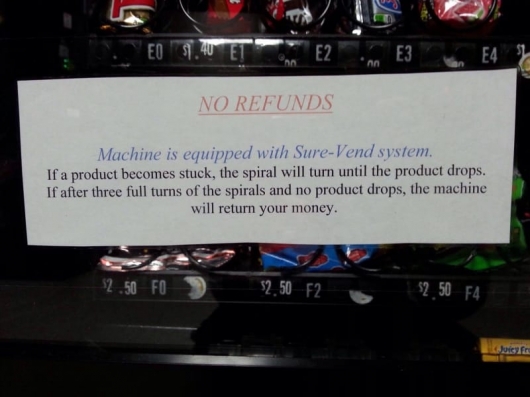 E0 $1.40 E1 E2 E3 E4
NO REFUNDS
Machine is equipped with Sure-Vend system.
If a product becomes stuck, the spiral will turn until the product drops.
If after three full turns of the spirals and no product drops, the machine
will return your money.
$2.50 F0 $2.50 F2 $2.50 F4
Juicy